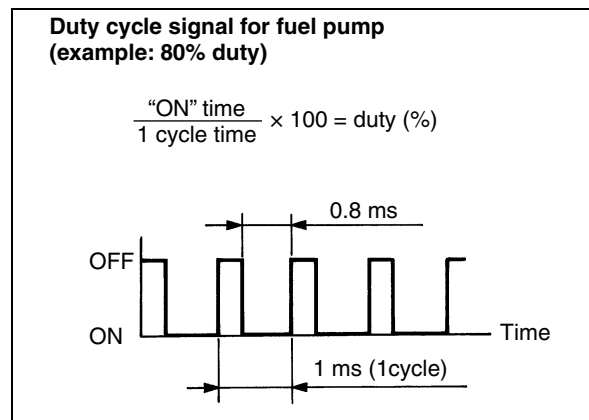 Duty cycle signal for fuel pump
(example: 80% duty)
“ON” time
1 cycle time
× 100 = duty (%)
0.8 ms
OFF
ON
Time
1 ms (1cycle)